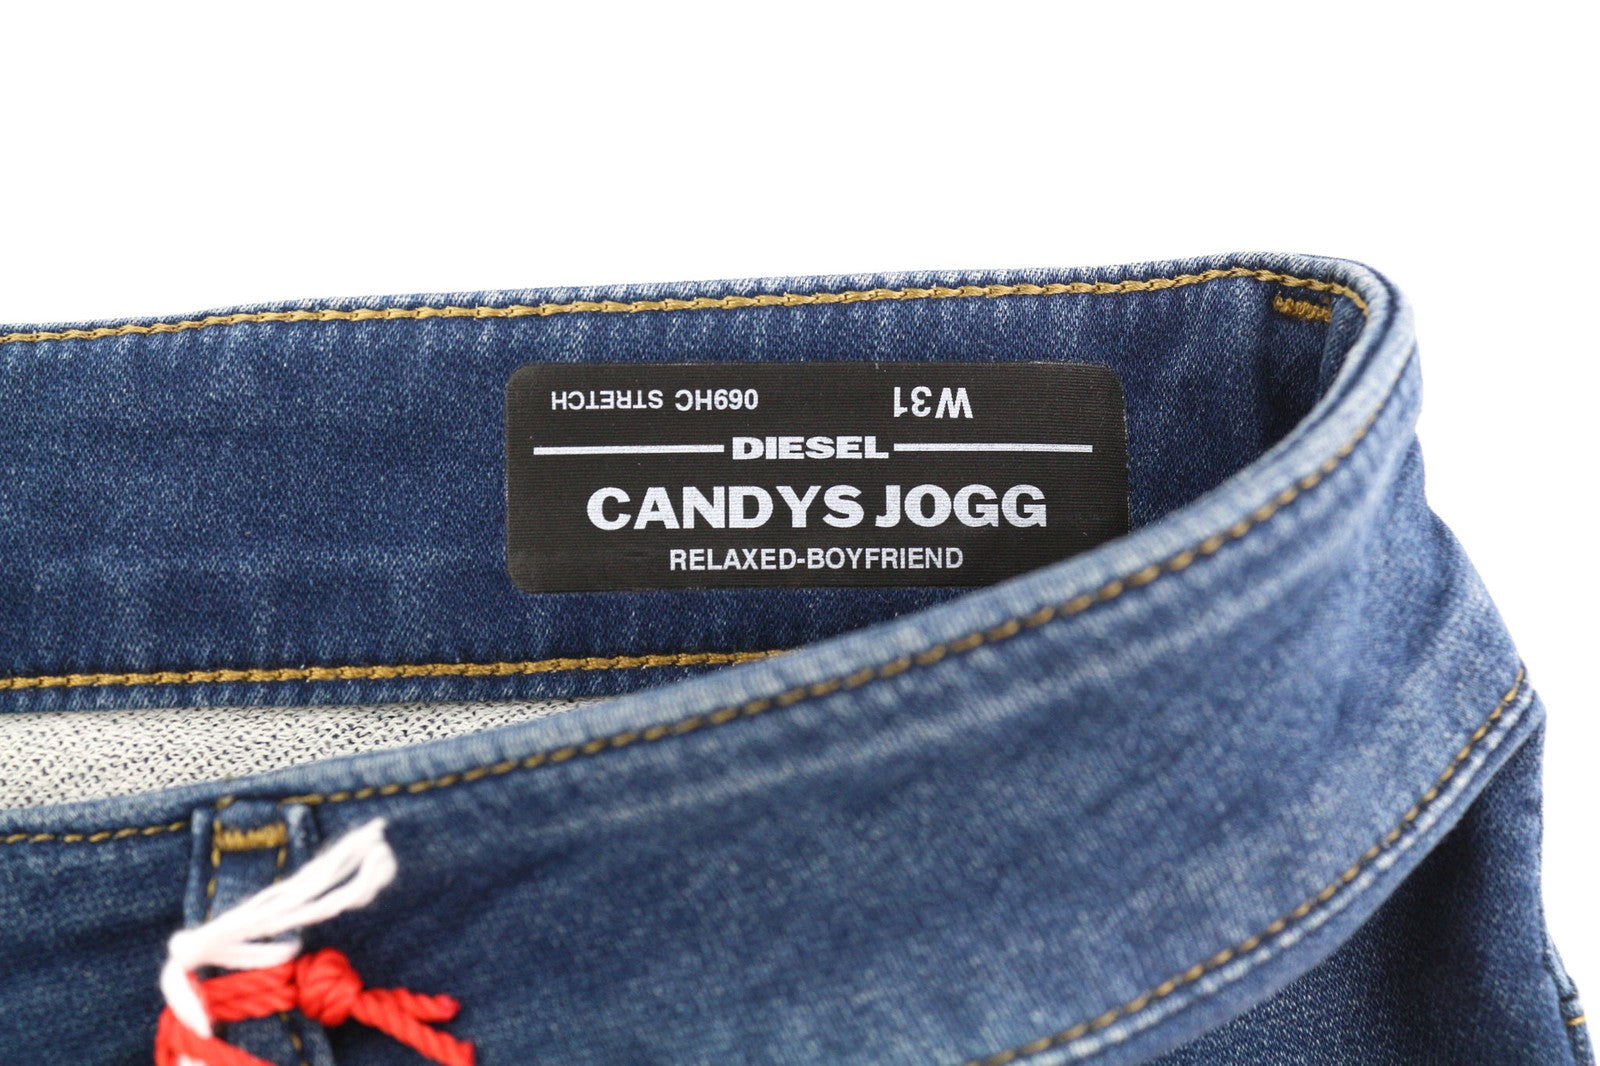 069HC STRETCH W31
DIESEL
CANDYS JOGG
RELAXED-BOYFRIEND